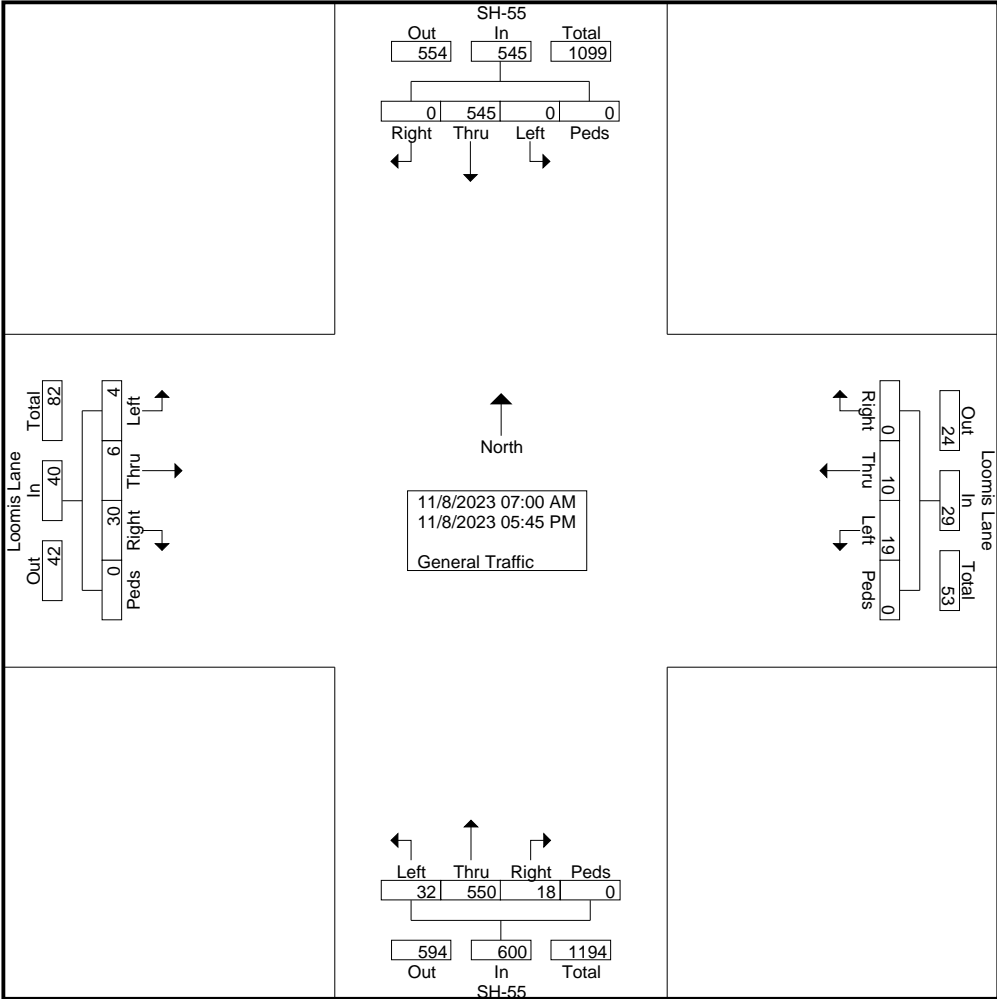 SH-55
Out In Total
554 545 1099
0 545 0 0
Right Thru Left Peds
Loomis Lane
Total In Out
82 40 42
4 6 30 0
Left Thru Right Peds
North
11/8/2023 07:00 AM
11/8/2023 05:45 PM
General Traffic
Right Thru Left Peds
0 10 19 0
Out In Total
24 29 53
Loomis Lane
Left Thru Right Peds
32 550 18 0
594 600 1194
Out In Total
SH-55